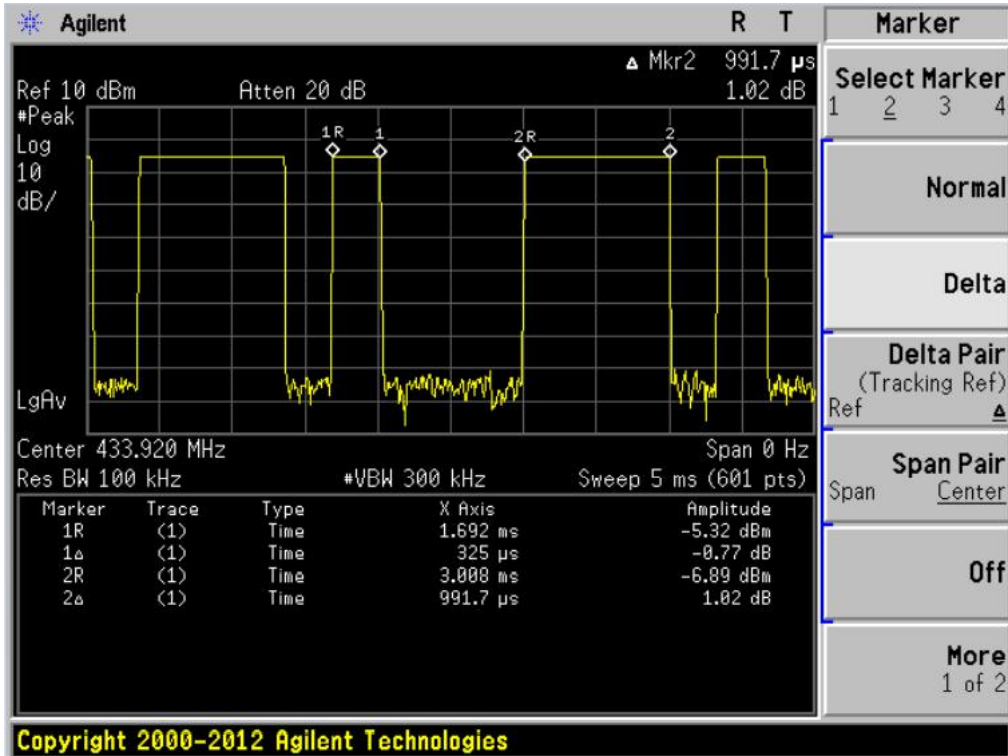 Agilent R T
Δ Mkr2 991.7 µs
Ref 10 dBm Atten 20 dB 1.02 dB
#Peak
Log
10
dB/
1R 1 2R 2
LgAv
Center 433.920 MHz Span 0 Hz
Res BW 100 kHz #VBW 300 kHz Sweep 5 ms (601 pts)
Marker Trace Type X Axis Amplitude
1R (1) Time 1.692 ms -5.32 dBm
1Δ (1) Time 325 µs -0.77 dB
2R (1) Time 3.008 ms -6.89 dBm
2Δ (1) Time 991.7 µs 1.02 dB
Marker
Select Marker
1 2 3 4
Normal
Delta
Delta Pair
(Tracking Ref)
Ref Δ
Span Pair
Span Center
Off
More
1 of 2
Copyright 2000-2012 Agilent Technologies